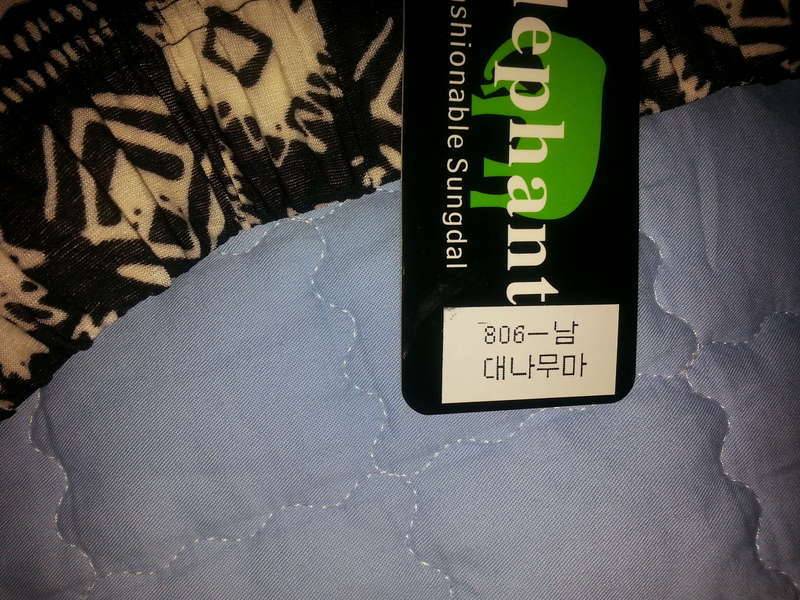 lephant
shionable Sungdal
806-남
대나무마